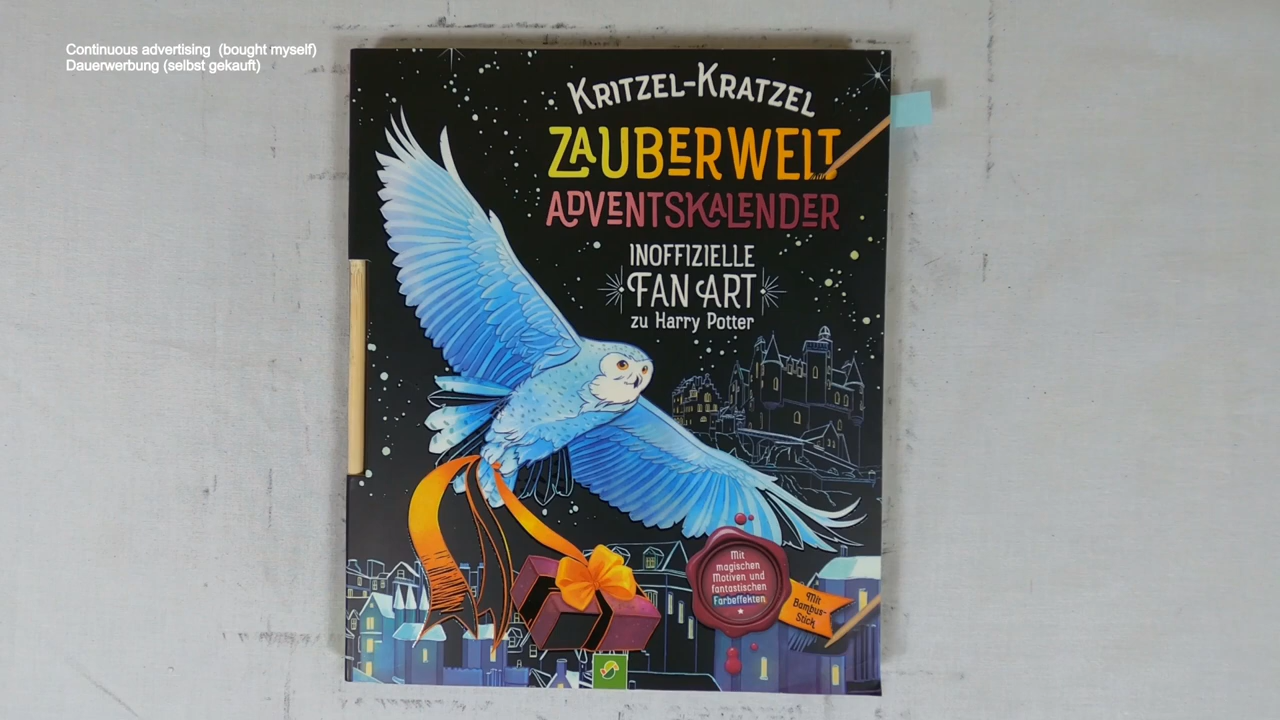 Continuous advertising (bought myself)
Dauerwerbung (selbst gekauft)
KRITZEL-KRATZEL
ZAUBERWELT
ADVENTSKALENDER
INOFFIZIELLE
FAN ART
zu Harry Potter
Mit
magischen
Motiven und
fantastischen
Farbeffekten
Mit
Bambus-
Stick